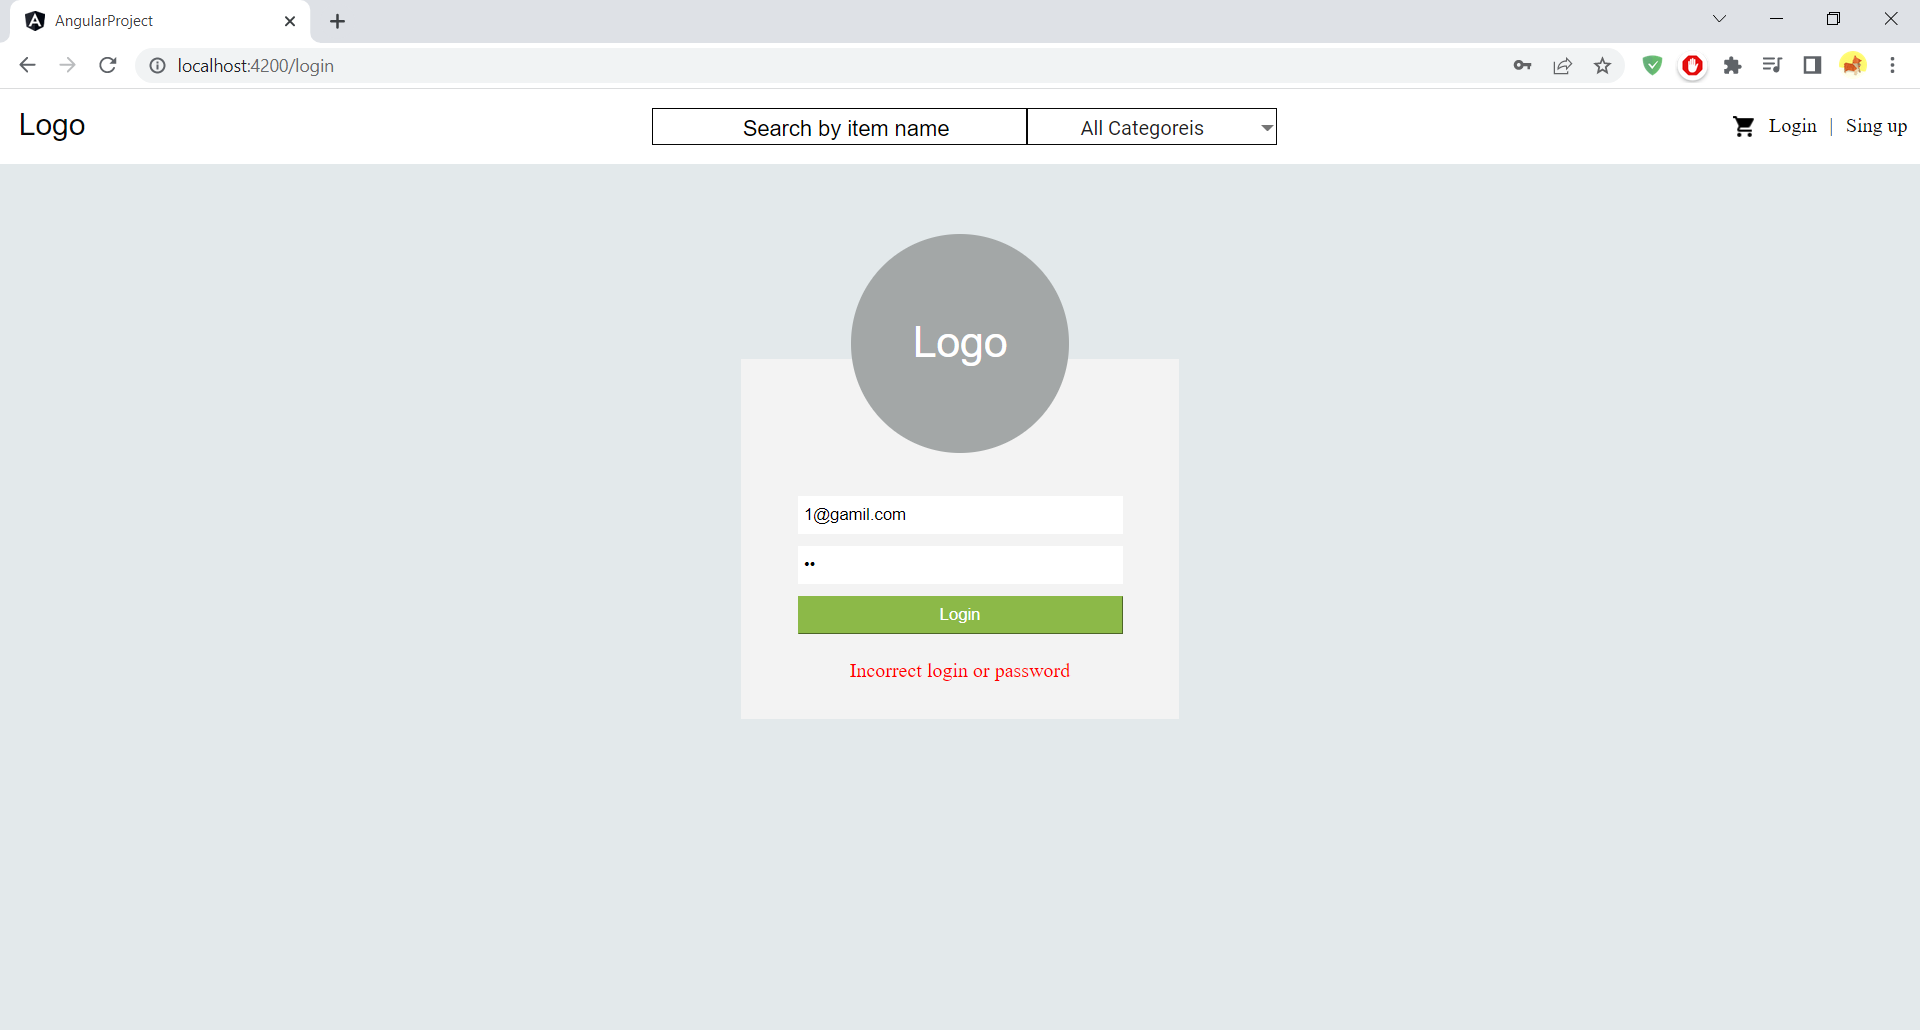 AngularProject
localhost:4200/login
Logo
Search by item name
All Categoreis
Login | Sing up
Logo
1@gamil.com
••
Login
Incorrect login or password